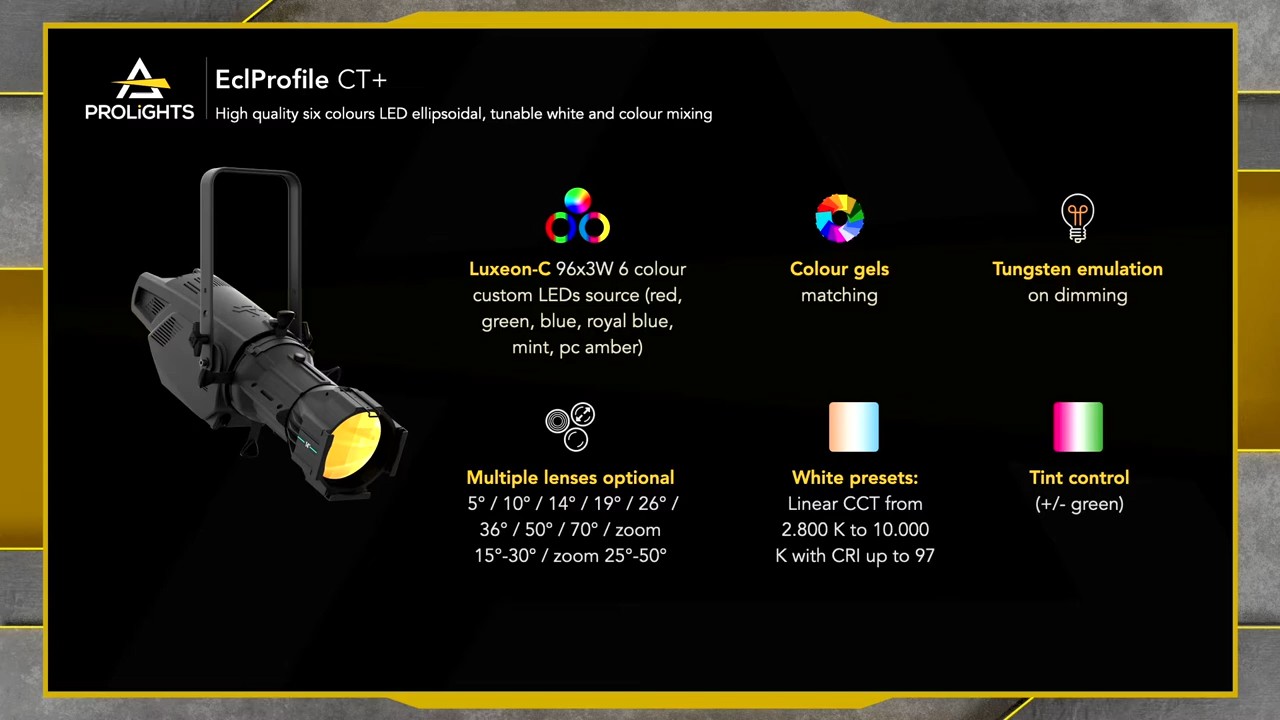 PROLiGHTS
EclProfile CT+
High quality six colours LED ellipsoidal, tunable white and colour mixing
Luxeon-C 96x3W 6 colour
custom LEDs source (red,
green, blue, royal blue,
mint, pc amber)
Colour gels
matching
Tungsten emulation
on dimming
Multiple lenses optional
5° / 10° / 14° / 19° / 26° /
36° / 50° / 70° / zoom
15°-30° / zoom 25°-50°
White presets:
Linear CCT from
2.800 K to 10.000
K with CRI up to 97
Tint control
(+/- green)